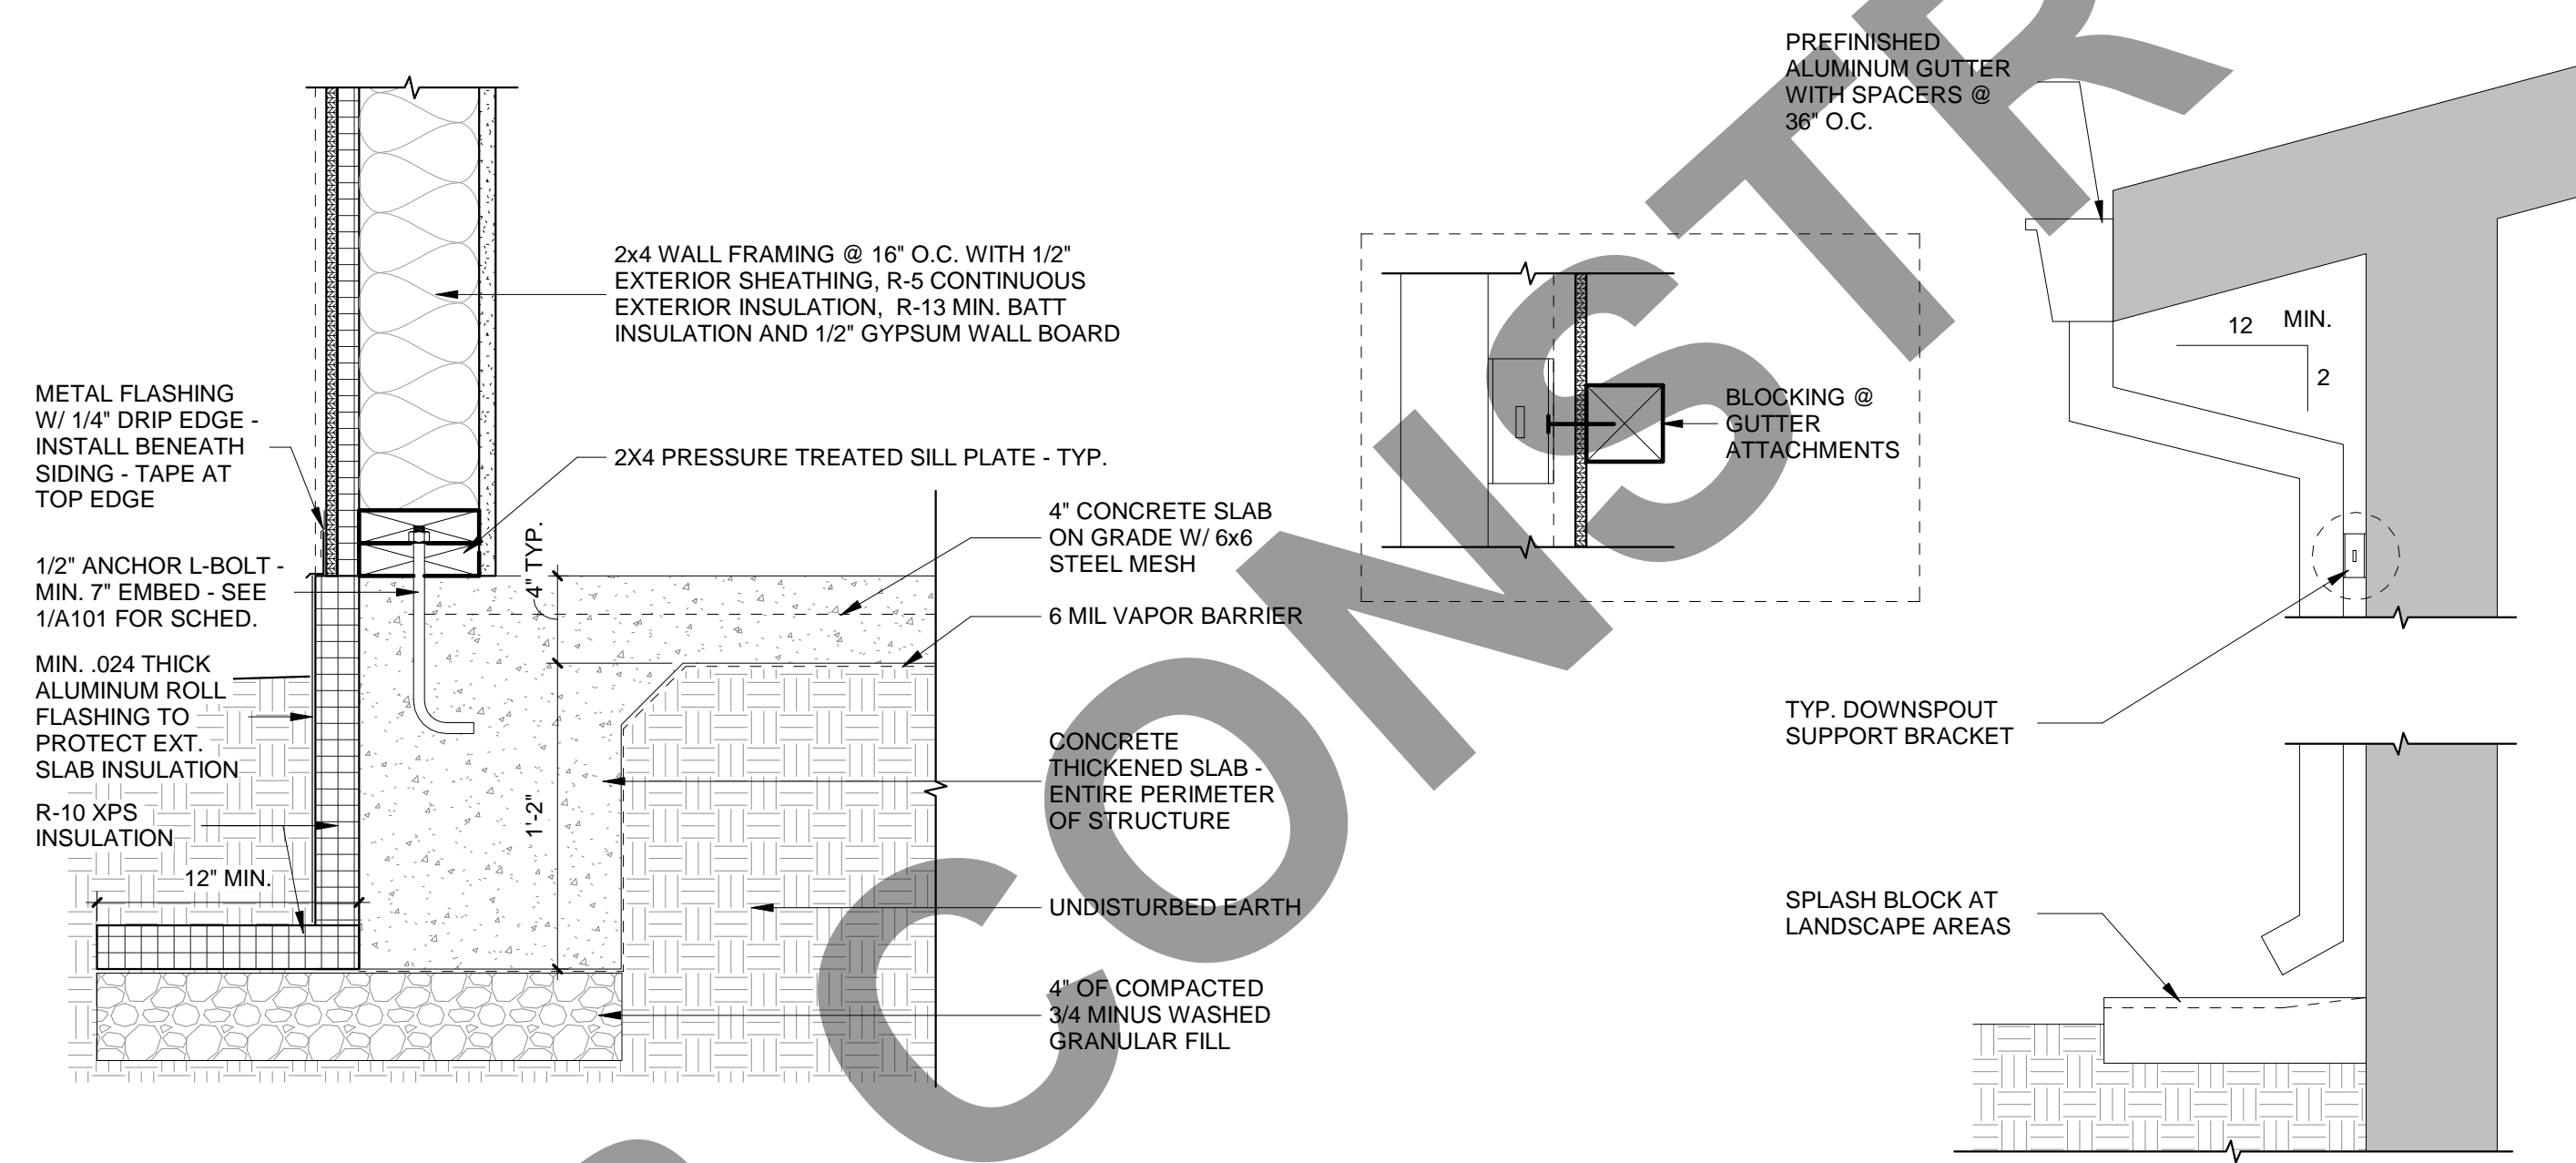 2x4 WALL FRAMING @ 16" O.C. WITH 1/2"
EXTERIOR SHEATHING, R-5 CONTINUOUS
EXTERIOR INSULATION, R-13 MIN. BATT
INSULATION AND 1/2" GYPSUM WALL BOARD
METAL FLASHING
W/ 1/4" DRIP EDGE -
INSTALL BENEATH
SIDING - TAPE AT
TOP EDGE
2X4 PRESSURE TREATED SILL PLATE - TYP.
1/2" ANCHOR L-BOLT -
MIN. 7" EMBED - SEE
1/A101 FOR SCHED.
MIN. .024 THICK
ALUMINUM ROLL
FLASHING TO
PROTECT EXT.
SLAB INSULATION
R-10 XPS
INSULATION
12" MIN.
4" TYP.
1'-2"
4" CONCRETE SLAB
ON GRADE W/ 6x6
STEEL MESH
6 MIL VAPOR BARRIER
CONCRETE
THICKENED SLAB -
ENTIRE PERIMETER
OF STRUCTURE
UNDISTURBED EARTH
4" OF COMPACTED
3/4 MINUS WASHED
GRANULAR FILL
BLOCKING @
GUTTER
ATTACHMENTS
PREFINISHED
ALUMINUM GUTTER
WITH SPACERS @
36" O.C.
12 MIN.
2
TYP. DOWNSPOUT
SUPPORT BRACKET
SPLASH BLOCK AT
LANDSCAPE AREAS
CONSTR